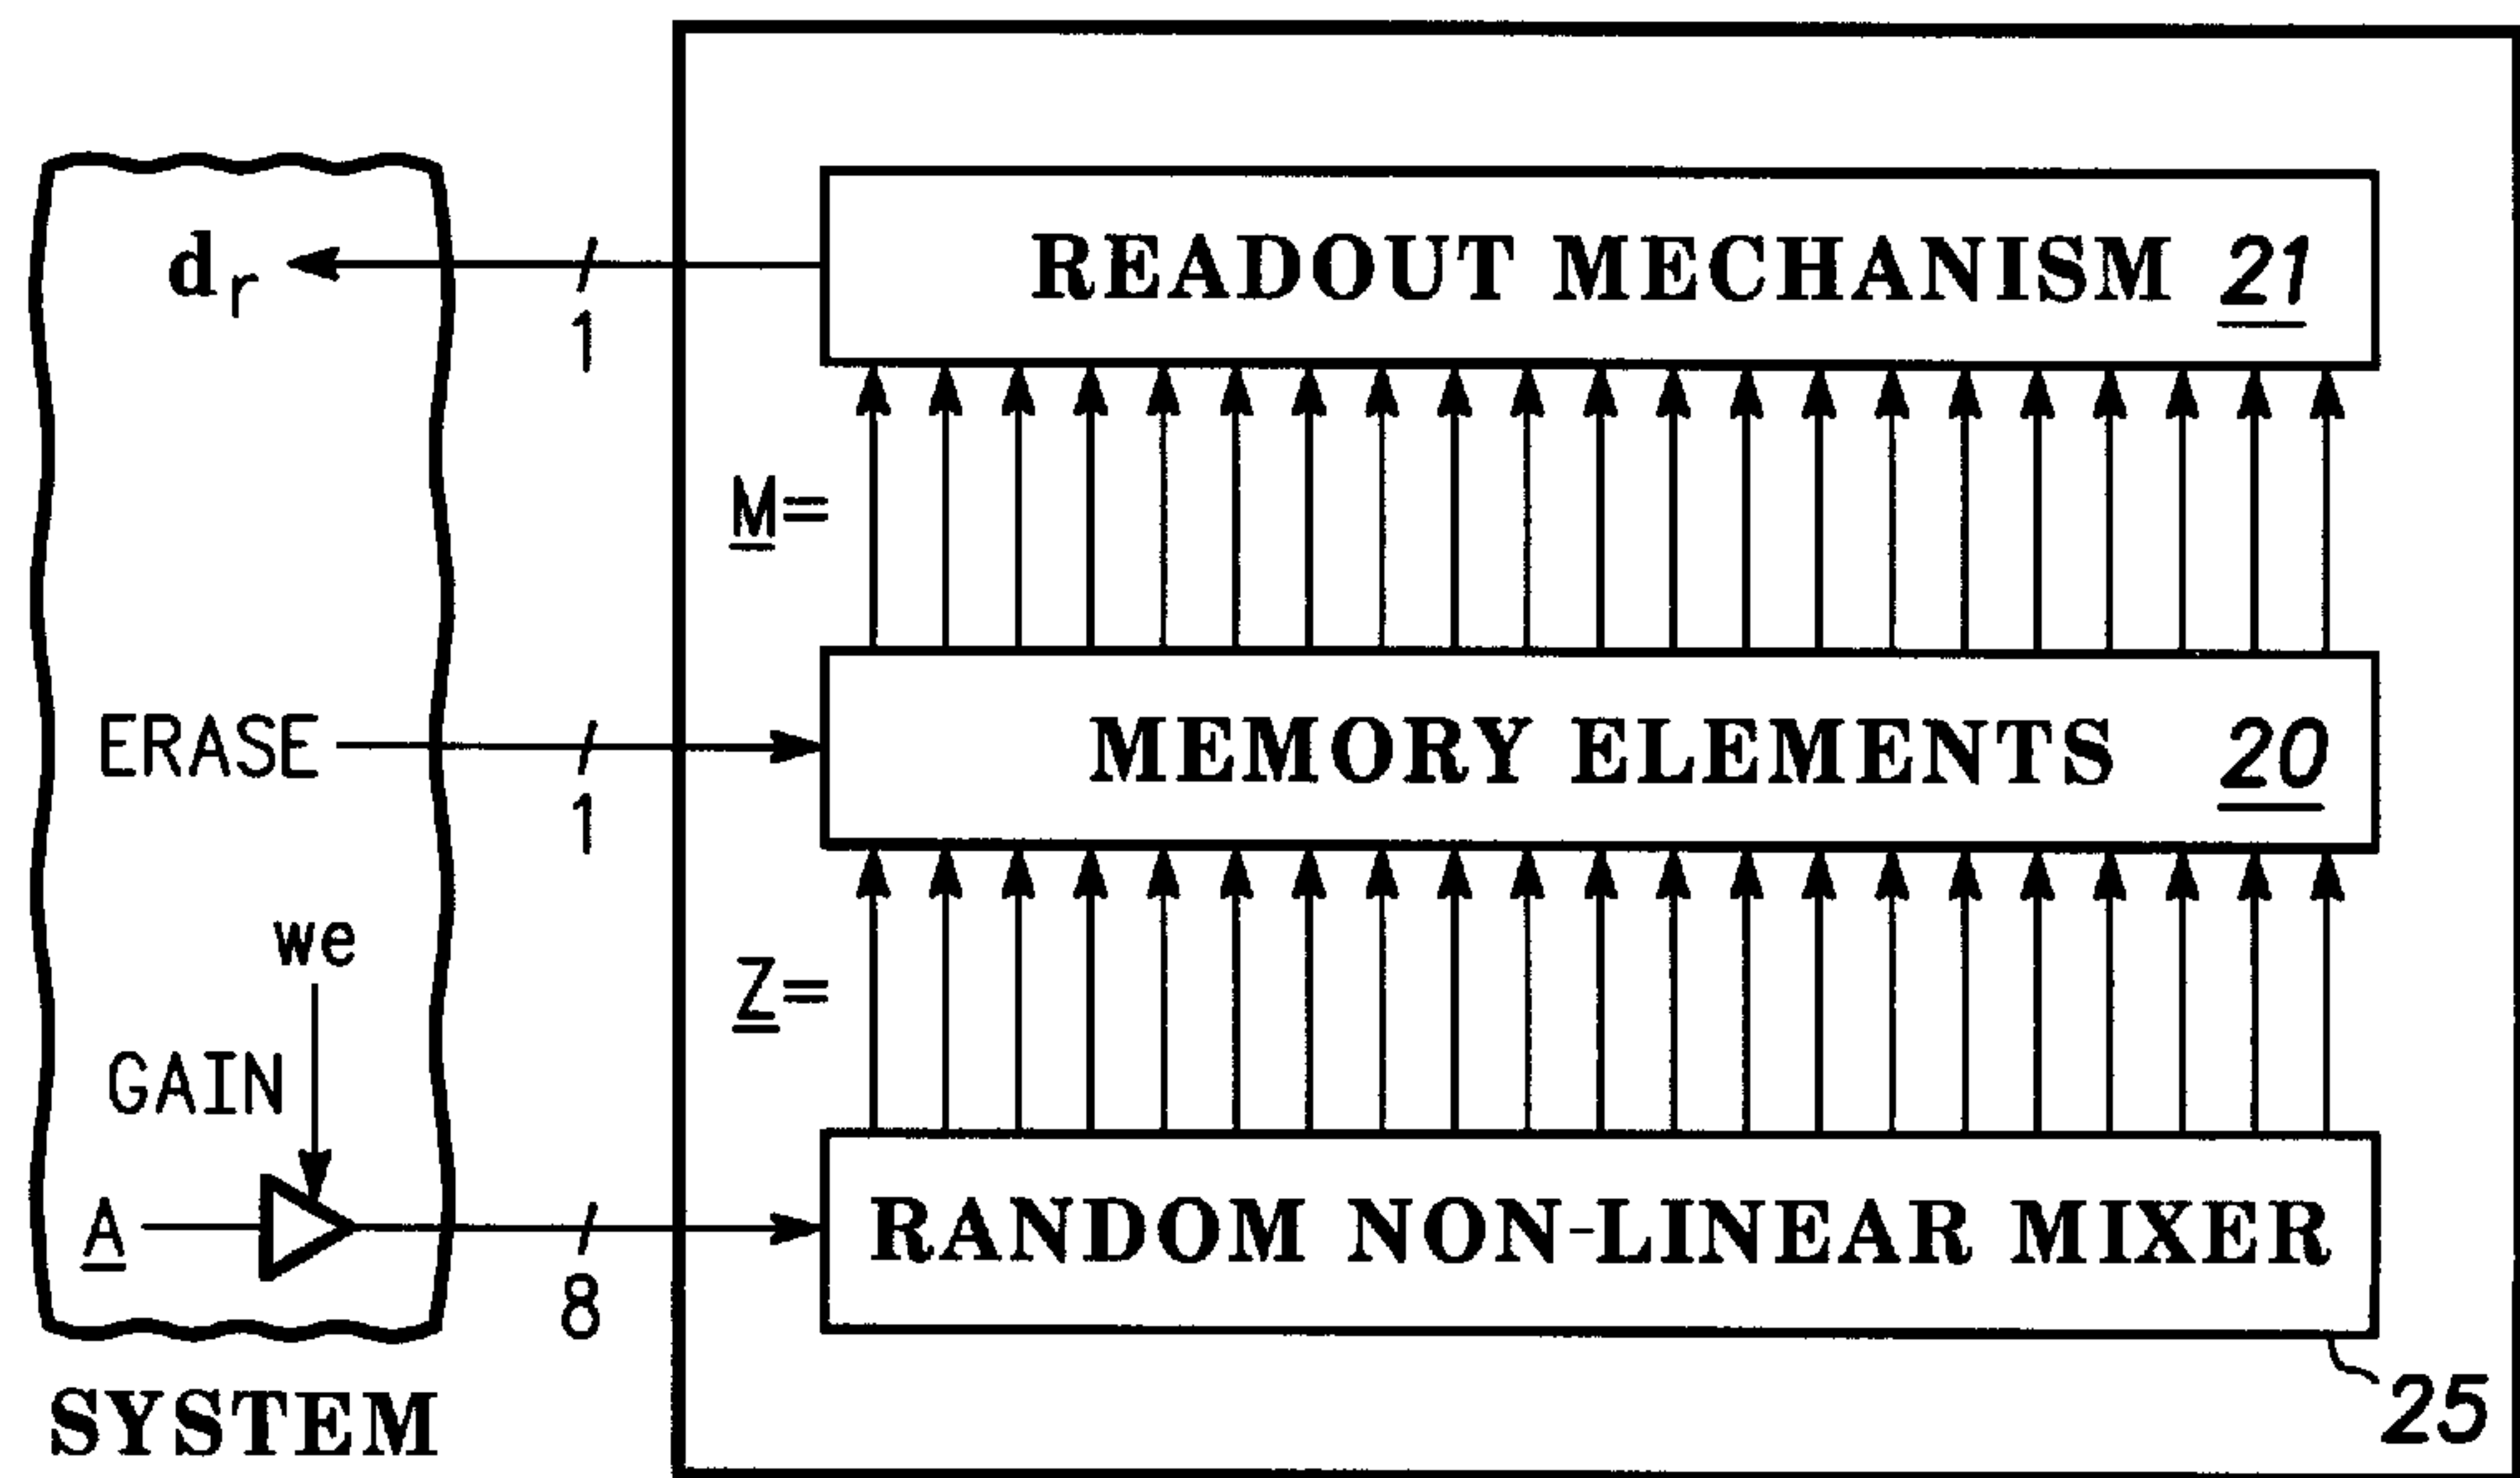 READOUT MECHANISM 21
dr
1
M=
MEMORY ELEMENTS 20
ERASE
1
we
Z=
GAIN
A
RANDOM NON-LINEAR MIXER
8
25
SYSTEM